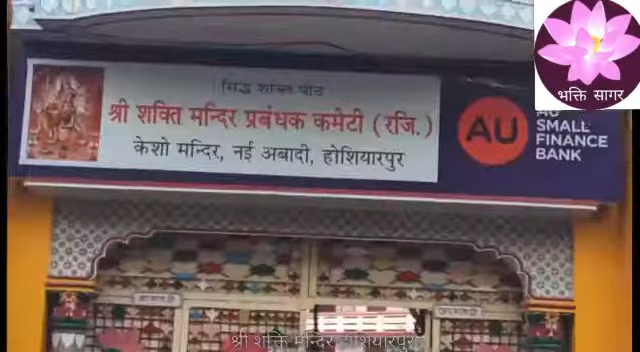 भक्ति सागर
सिद्ध शक्ति पीठ
श्री शक्ति मन्दिर प्रबंधक कमेटी (रजि.)
केशो मन्दिर, नई अबादी, होशियारपुर
AU
AU
SMALL
FINANCE
BANK
श्री शक्ति मन्दिर होशियारपुर